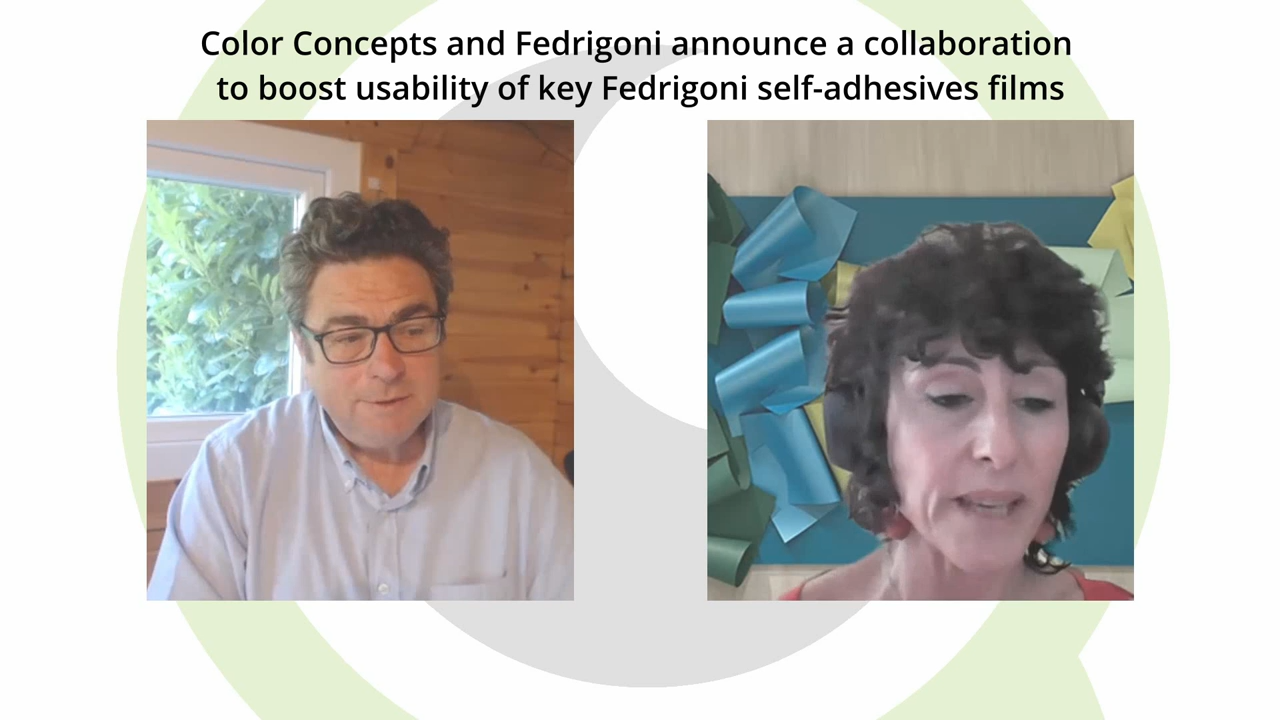 Color Concepts and Fedrigoni announce a collaboration
to boost usability of key Fedrigoni self-adhesives films